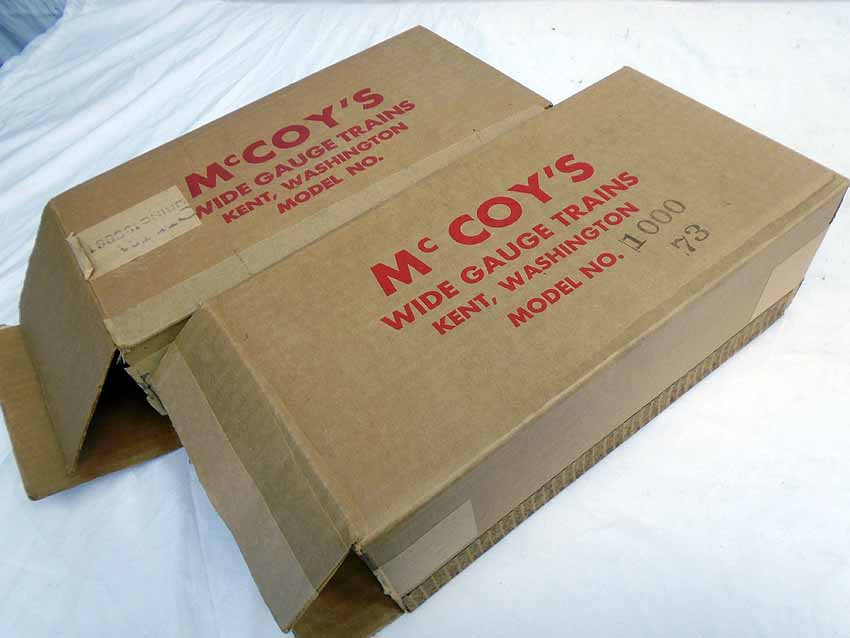 McCOY'S
WIDE GAUGE TRAINS
KENT, WASHINGTON
MODEL NO.
McCOY'S
WIDE GAUGE TRAINS
KENT, WASHINGTON
MODEL NO. 1000
73